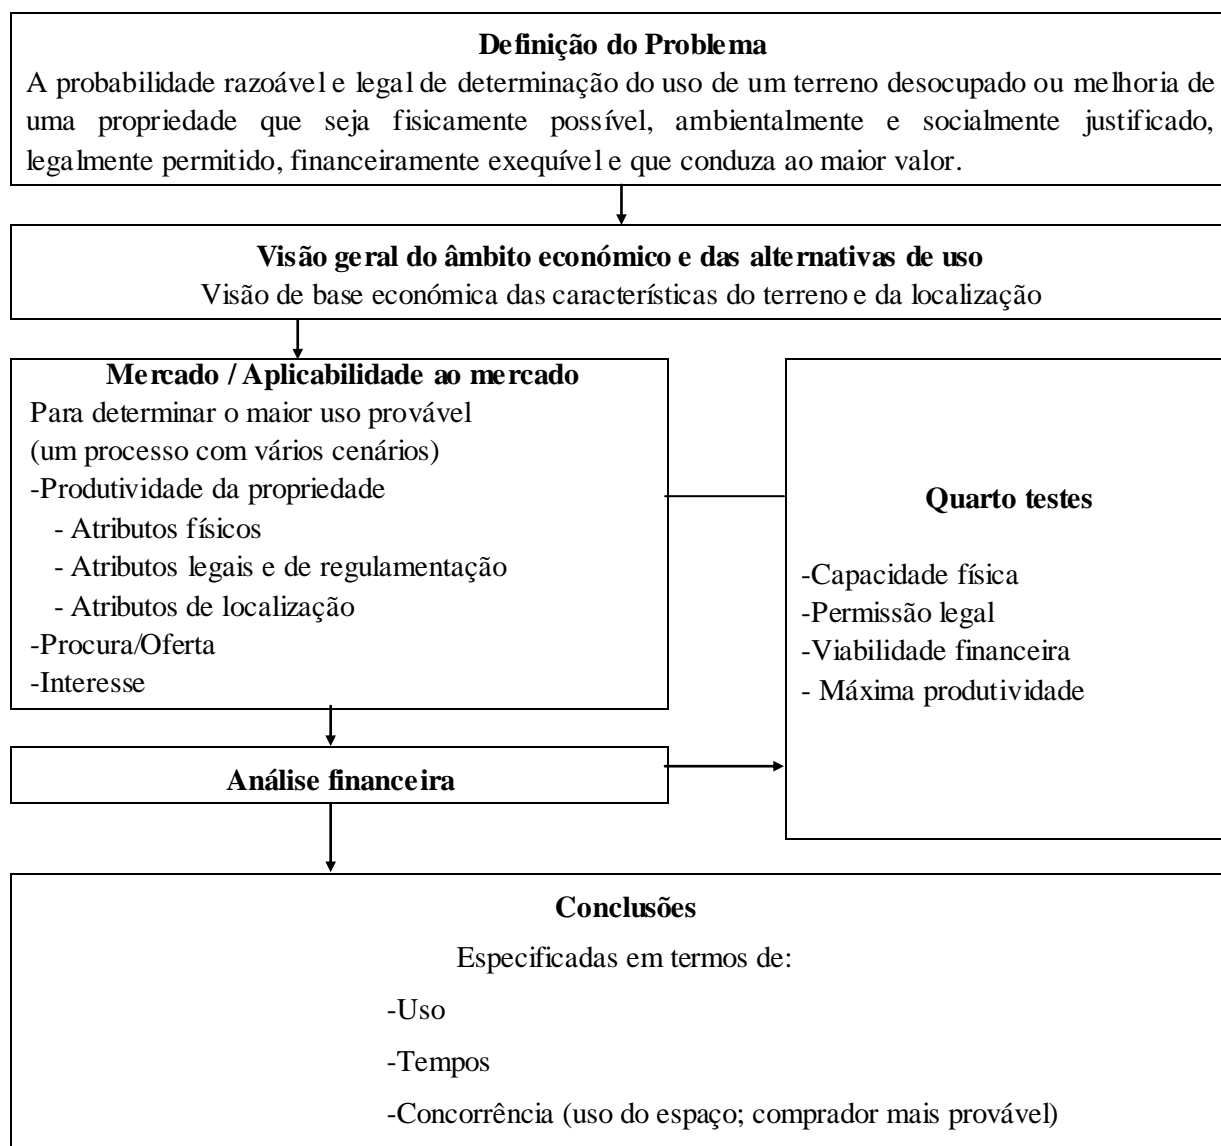 Definição do Problema
A probabilidade razoável e legal de determinação do uso de um terreno desocupado ou melhoria de
uma propriedade que seja fisicamente possível, ambientalmente e socialmente justificado,
legalmente permitido, financeiramente exequível e que conduza ao maior valor.
Visão geral do âmbito económico e das alternativas de uso
Visão de base económica das características do terreno e da localização
Mercado / Aplicabilidade ao mercado
Para determinar o maior uso provável
(um processo com vários cenários)
-Produtividade da propriedade
- Atributos físicos
- Atributos legais e de regulamentação
- Atributos de localização
-Procura/Oferta
-Interesse
Quarto testes
-Capacidade física
-Permissão legal
-Viabilidade financeira
- Máxima produtividade
Análise financeira
Conclusões
Especificadas em termos de:
-Uso
-Tempos
-Concorrência (uso do espaço; comprador mais provável)